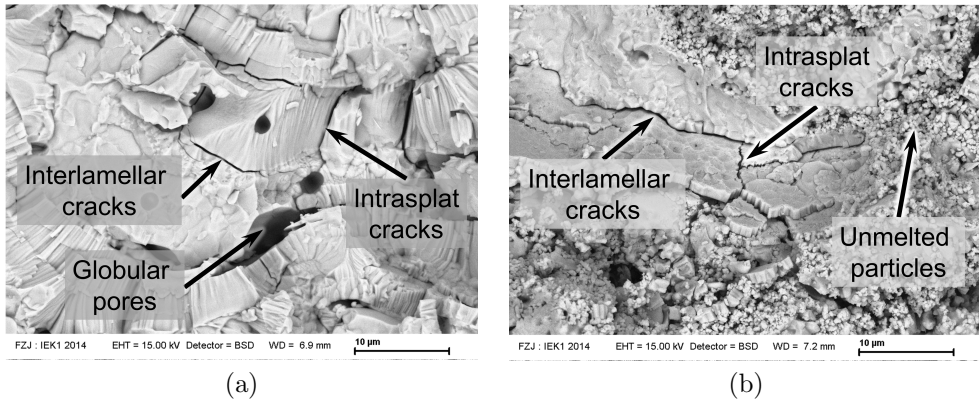 Interlamellar
cracks
Intrasplat
cracks
Globular
pores
FZJ : IEK1 2014 EHT = 15.00 kV Detector = BSD WD = 6.9 mm 10 µm
(a)
Intrasplat
cracks
Interlamellar
cracks
Unmelted
particles
FZJ : IEK1 2014 EHT = 15.00 kV Detector = BSD WD = 7.2 mm 10 µm
(b)